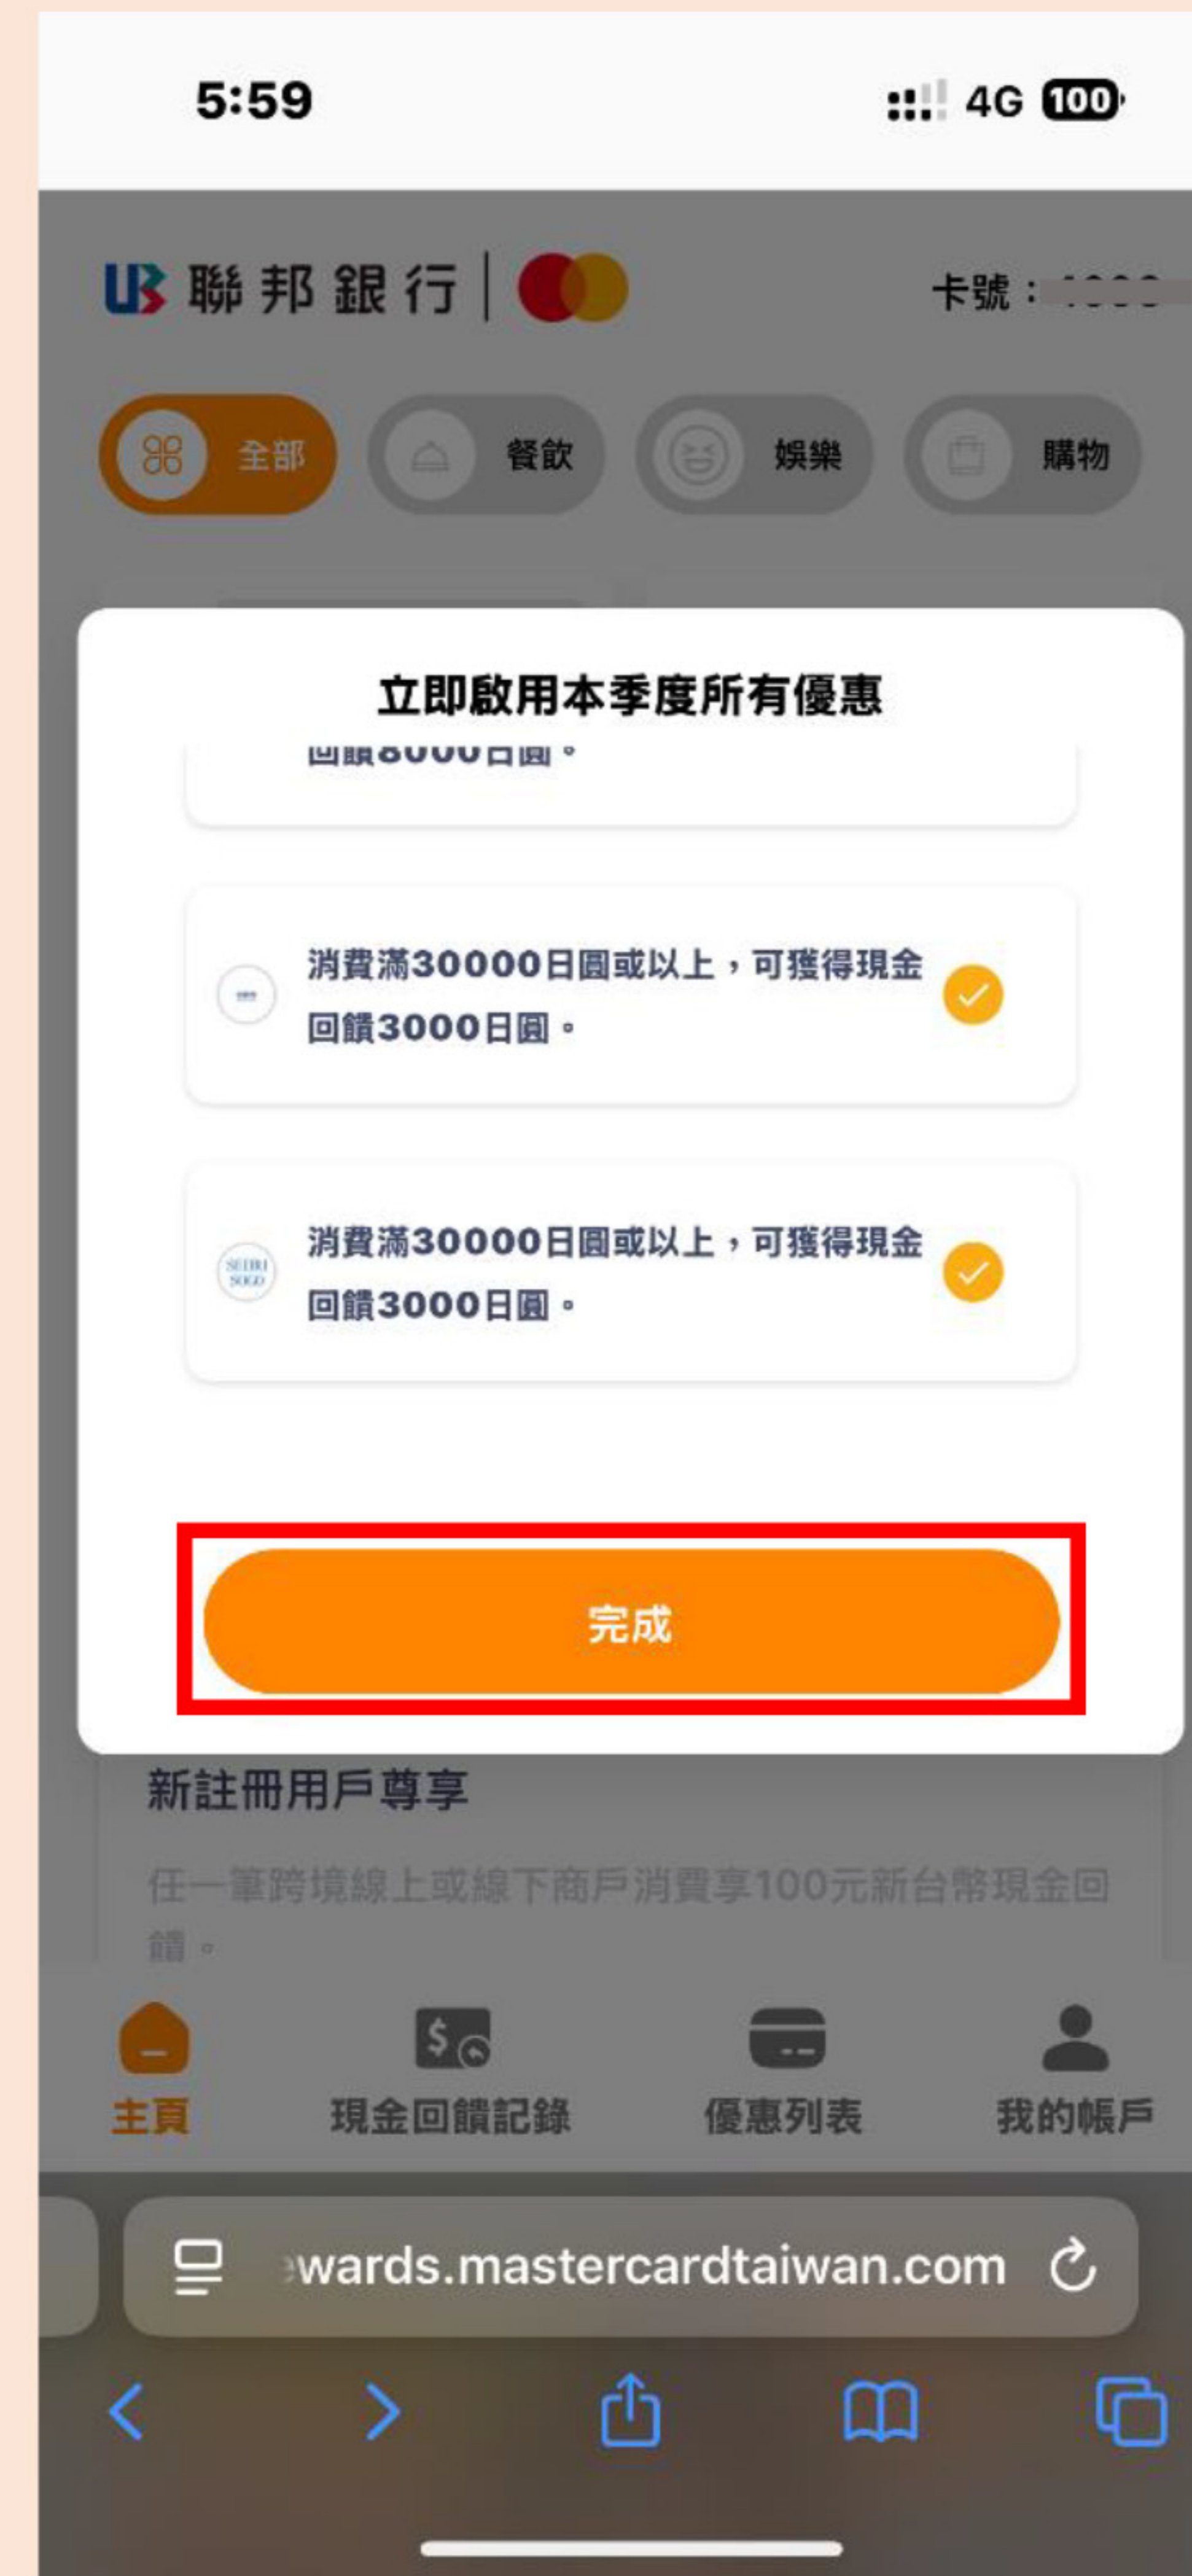 5:59
4G 100
聯邦銀行
卡號：
全部
餐飲
娛樂
購物
立即啟用本季度所有優惠
回饋8000日圓。
消費滿30000日圓或以上，可獲得現金
回饋3000日圓。
SEIBU
SOGO
消費滿30000日圓或以上，可獲得現金
回饋3000日圓。
完成
新註冊用戶尊享
任一筆跨境線上或線下商戶消費享100元新台幣現金回
饋。
主頁
現金回饋記錄
優惠列表
我的帳戶
wards.mastercardtaiwan.com